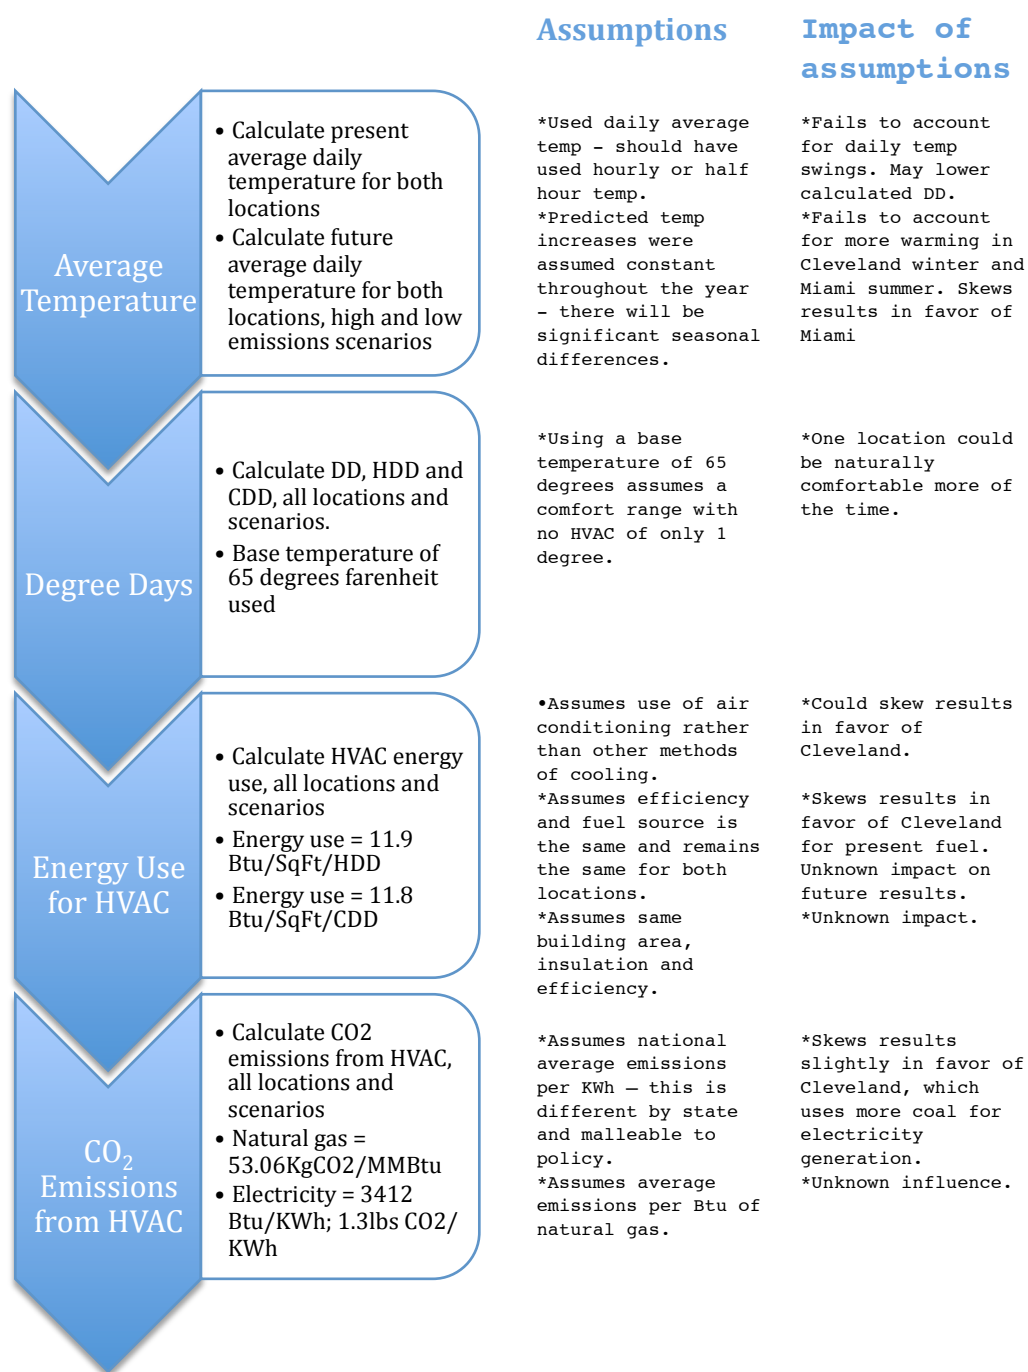 Assumptions
Impact of
assumptions
Average
Temperature
• Calculate present
average daily
temperature for both
locations
• Calculate future
average daily
temperature for both
locations, high and low
emissions scenarios
*Used daily average
temp – should have
used hourly or half
hour temp.
*Predicted temp
increases were
assumed constant
throughout the year
– there will be
significant seasonal
differences.
*Fails to account
for daily temp
swings. May lower
calculated DD.
*Fails to account
for more warming in
Cleveland winter and
Miami summer. Skews
results in favor of
Miami
Degree Days
• Calculate DD, HDD and
CDD, all locations and
scenarios.
• Base temperature of
65 degrees farenheit
used
*Using a base
temperature of 65
degrees assumes a
comfort range with
no HVAC of only 1
degree.
*One location could
be naturally
comfortable more of
the time.
Energy Use
for HVAC
• Calculate HVAC energy
use, all locations and
scenarios
• Energy use = 11.9
Btu/SqFt/HDD
• Energy use = 11.8
Btu/SqFt/CDD
•Assumes use of air
conditioning rather
than other methods
of cooling.
*Assumes efficiency
and fuel source is
the same and remains
the same for both
locations.
*Assumes same
building area,
insulation and
efficiency.
*Could skew results
in favor of
Cleveland.
*Skews results in
favor of Cleveland
for present fuel.
Unknown impact on
future results.
*Unknown impact.
CO2
Emissions
from HVAC
• Calculate CO2
emissions from HVAC,
all locations and
scenarios
• Natural gas =
53.06KgCO2/MMBtu
• Electricity = 3412
Btu/KWh; 1.3lbs CO2/
KWh
*Assumes national
average emissions
per KWh – this is
different by state
and malleable to
policy.
*Assumes average
emissions per Btu of
natural gas.
*Skews results
slightly in favor of
Cleveland, which
uses more coal for
electricity
generation.
*Unknown influence.